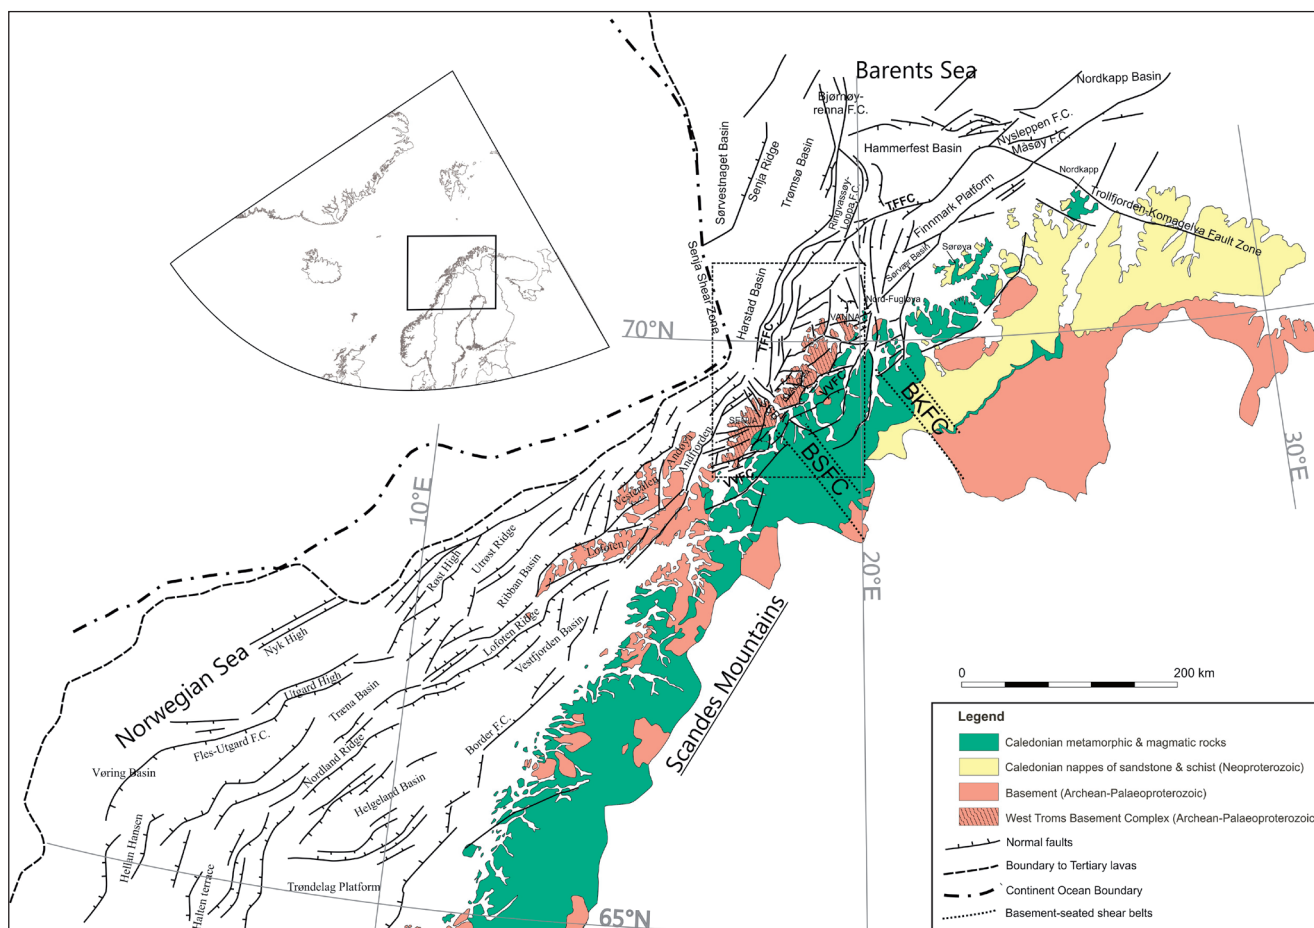 Barents Sea
Nordkapp Basin
Bjørnøy-
renna F.C.
Nysleppen F.C.
Måsøy F.C.
Hammerfest Basin
Sørvestnaget Basin
Senja Ridge
Trømsø Basin
Ringvassøy-
Loppa F.C.
TFFC
Finnmark Platform
Nordkapp
Trollfjorden-Komagelva Fault Zone
Sørøya
Sørvær Basin
Senja Shear Zone
Harstad Basin
TFFC
Nord-Fugløya
VANNA
70°N
VVFC
BKFC
SENJA
BSFC
VVFC
Andøya
Andfjorden
Vesterålen
Lofoten
30°E
10°E
20°E
Røst High
Utrøst Ridge
Ribban Basin
Lofoten Ridge
Vestfjorden Basin
Nyk High
Norwegian Sea
Utgard High
Træna Basin
Fles-Utgard F.C.
Vøring Basin
Nordland Ridge
Border F.C.
Helgeland Basin
Scandes Mountains
Hellan Hansen
Halten terrace
Trøndelag Platform
65°N
0 200 km
Legend
Caledonian metamorphic & magmatic rocks
Caledonian nappes of sandstone & schist (Neoproterozoic)
Basement (Archean-Palaeoproterozoic)
West Troms Basement Complex (Archean-Palaeoproterozoic
Normal faults
Boundary to Tertiary lavas
Continent Ocean Boundary
Basement-seated shear belts